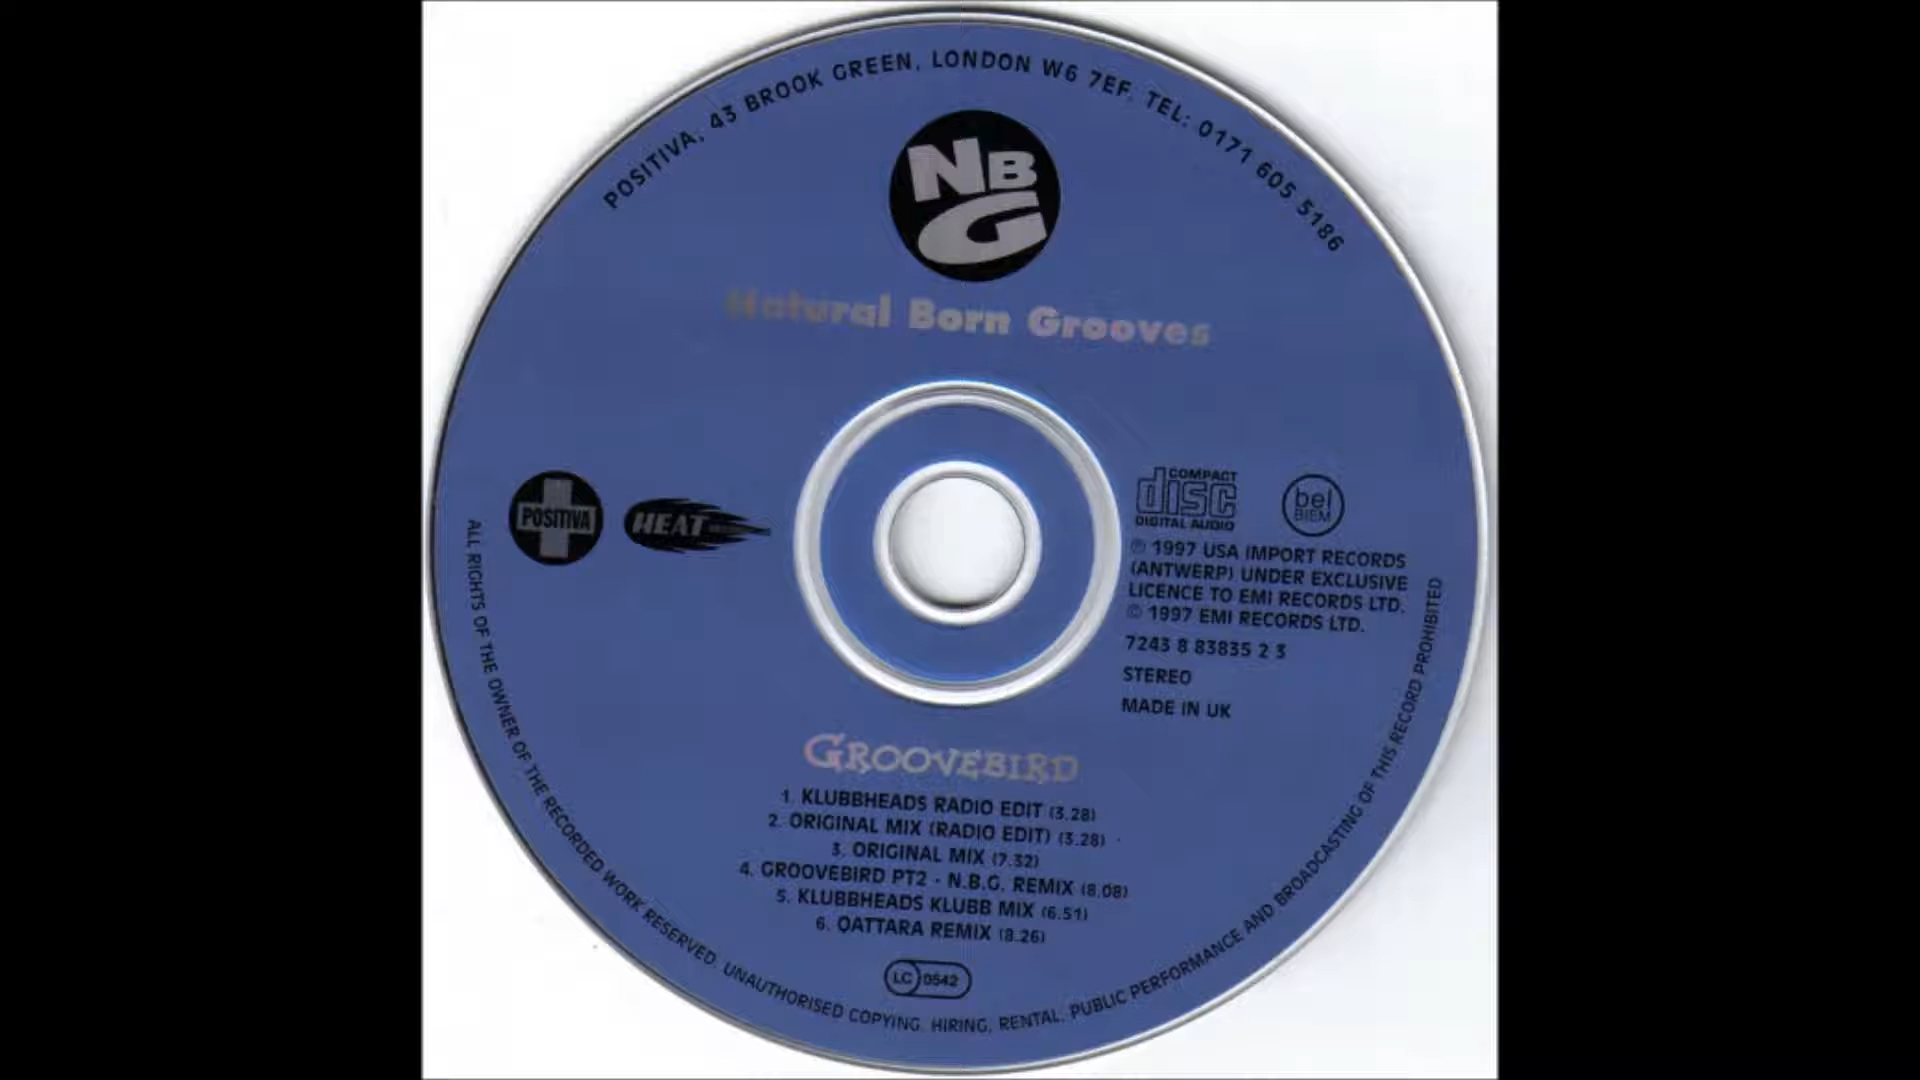 POSITIVA, 43 BROOK GREEN, LONDON W6 7EF. TEL: 0171 605 5186
NB
G
Natural Born Grooves
POSITIVA
HEAT
COMPACT
disc
DIGITAL AUDIO
bel
BIEM
℗ 1997 USA IMPORT RECORDS
(ANTWERP) UNDER EXCLUSIVE
LICENCE TO EMI RECORDS LTD.
© 1997 EMI RECORDS LTD.
7243 8 83835 2 3
STEREO
MADE IN UK
GROOVEBIRD
1. KLUBBHEADS RADIO EDIT (3.28)
2. ORIGINAL MIX (RADIO EDIT) (3.28)
3. ORIGINAL MIX (7.32)
4. GROOVEBIRD PT2 - N.B.G. REMIX (8.08)
5. KLUBBHEADS KLUBB MIX (6.51)
6. QATTARA REMIX (8.26)
LC 0542
ALL RIGHTS OF THE OWNER OF THE RECORDED WORK RESERVED. UNAUTHORISED COPYING, HIRING, RENTAL, PUBLIC PERFORMANCE AND BROADCASTING OF THIS RECORD PROHIBITED